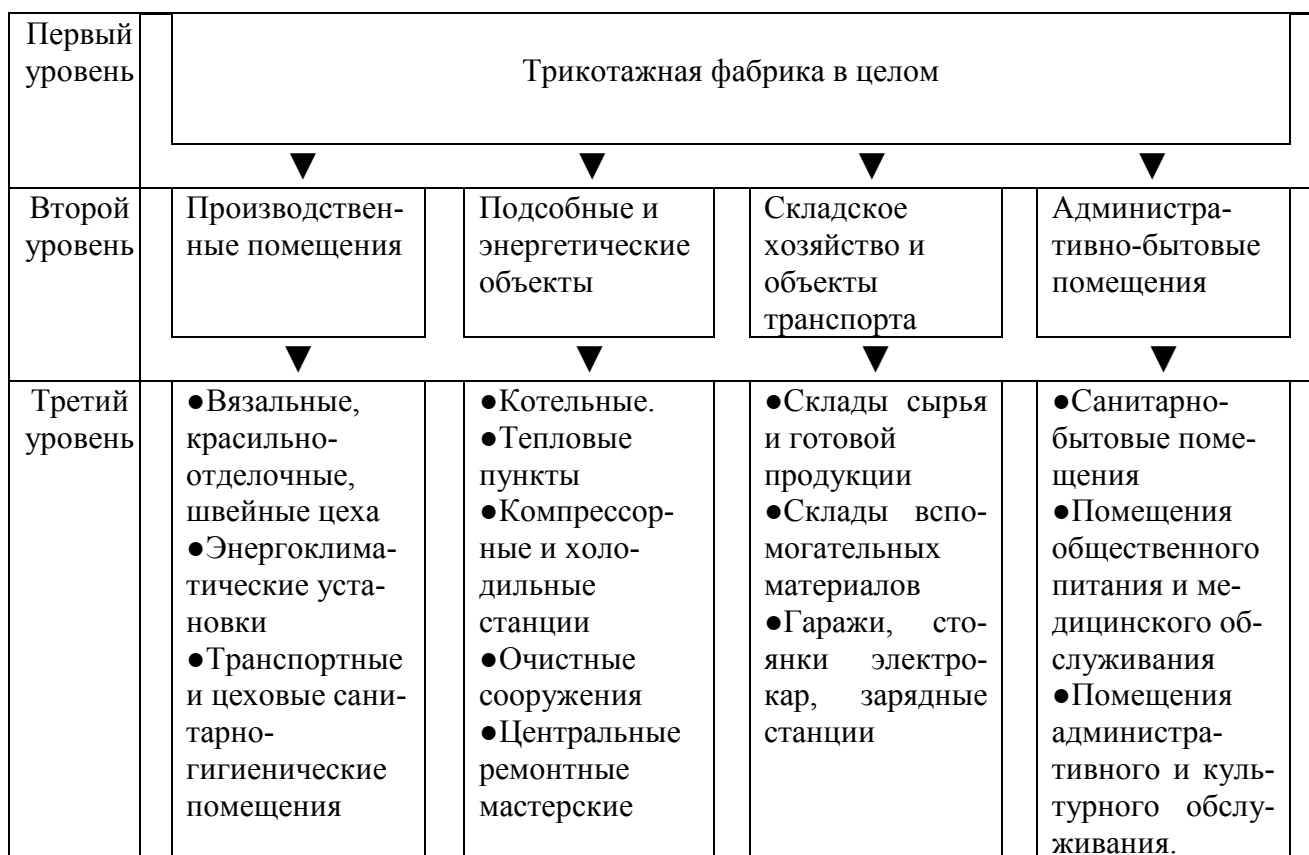 Первый
уровень
Трикотажная фабрика в целом
▼ ▼ ▼ ▼
Второй
уровень
Производствен-
ные помещения
Подсобные и
энергетические
объекты
Складское
хозяйство и
объекты
транспорта
Администра-
тивно-бытовые
помещения
▼ ▼ ▼ ▼
Третий
уровень
●Вязальные,
красильно-
отделочные,
швейные цеха
●Энергоклима-
тические уста-
новки
●Транспортные
и цеховые сани-
тарно-
гигиенические
помещения
●Котельные.
●Тепловые
пункты
●Компрессор-
ные и холо-
дильные
станции
●Очистные
сооружения
●Центральные
ремонтные
мастерские
●Склады сырья
и готовой
продукции
●Склады вспо-
могательных
материалов
●Гаражи, сто-
янки электро-
кар, зарядные
станции
●Санитарно-
бытовые поме-
щения
●Помещения
общественного
питания и ме-
дицинского об-
служивания
●Помещения
администра-
тивного и куль-
турного обслу-
живания.